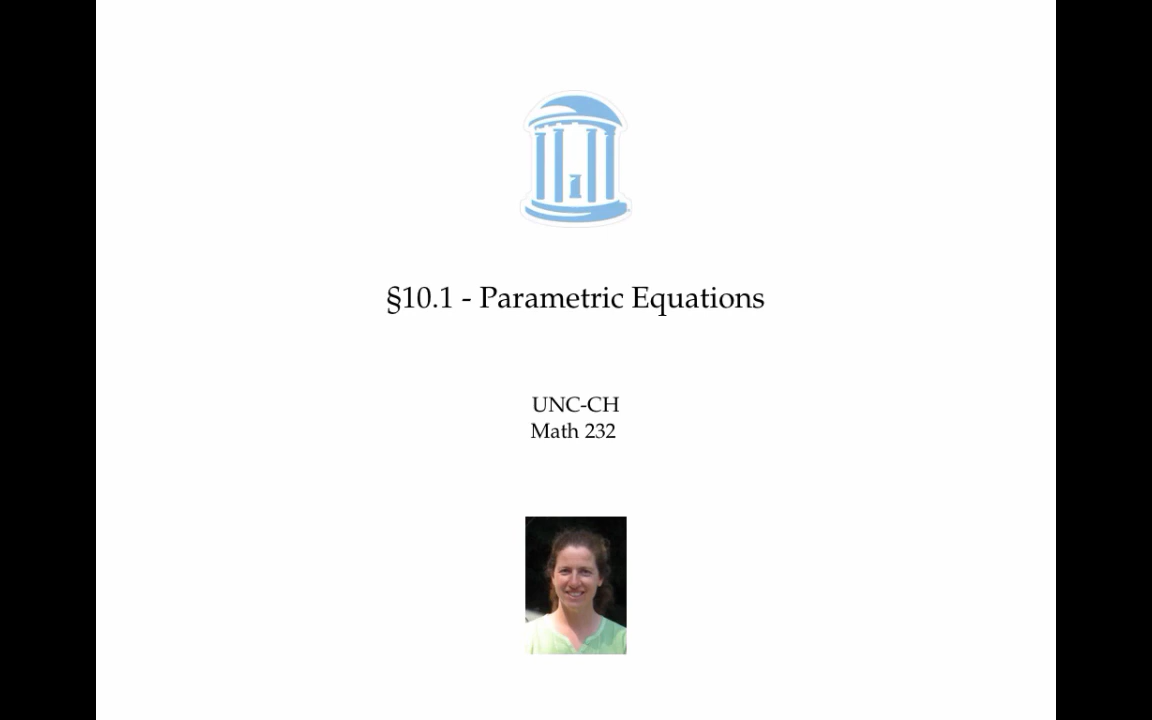 §10.1 - Parametric Equations
UNC-CH
Math 232